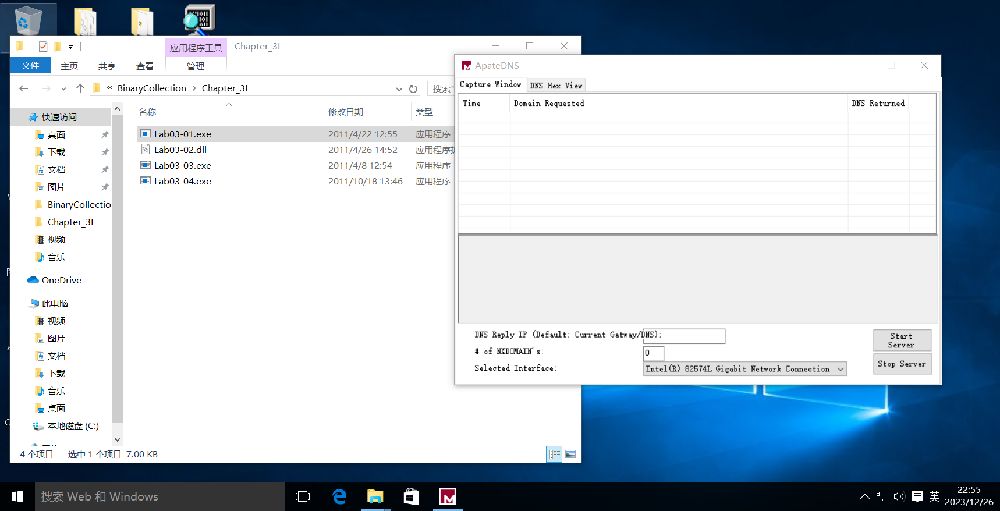 应用程序工具
Chapter_3L
文件
主页
共享
查看
管理
« BinaryCollection > Chapter_3L
搜索"
快速访问
桌面
下载
文档
图片
BinaryCollectio
Chapter_3L
视频
音乐
OneDrive
此电脑
视频
图片
文档
下载
音乐
桌面
本地磁盘 (C:)
名称
修改日期
类型
Lab03-01.exe
2011/4/22 12:55
应用程序
Lab03-02.dll
2011/4/26 14:52
应用程序扩
Lab03-03.exe
2011/4/8 12:54
应用程序
Lab03-04.exe
2011/10/18 13:46
应用程序
4 个项目
选中 1 个项目 7.00 KB
ApateDNS
Capture Window
DNS Hex View
Time
Domain Requested
DNS Returned
DNS Reply IP (Default: Current Gatway/DNS):
# of NXDOMAIN's:
0
Selected Interface:
Intel(R) 82574L Gigabit Network Connection
Start
Server
Stop Server
搜索 Web 和 Windows
英
22:55
2023/12/26